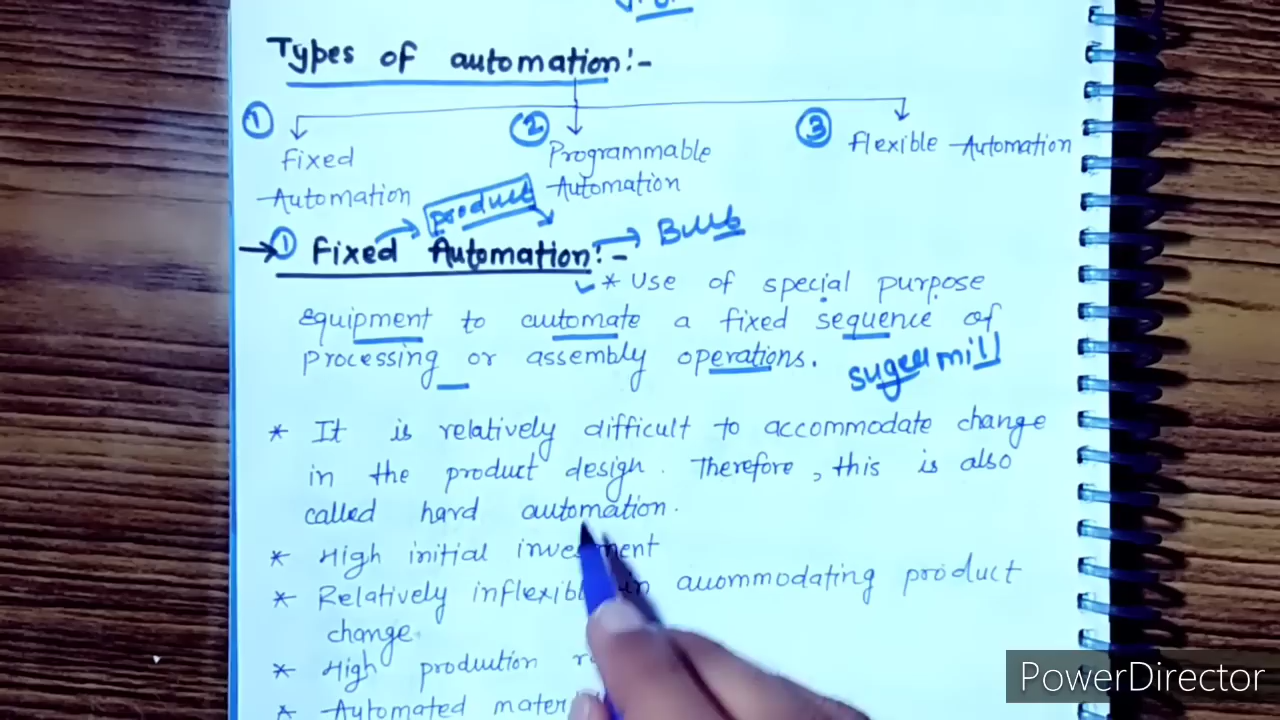 Types of automation:-
① ② ③
Fixed Automation
Programmable Automation
Flexible Automation
product
→ ① Fixed Automation:- → Bulb
* Use of special purpose
equipment to automate a fixed sequence of
processing or assembly operations.
sugar mill
* It is relatively difficult to accommodate change
in the product design. Therefore, this is also
called hard automation.
* High initial
* Relatively in accommodating product
change.
* High production
* Automated
PowerDirector